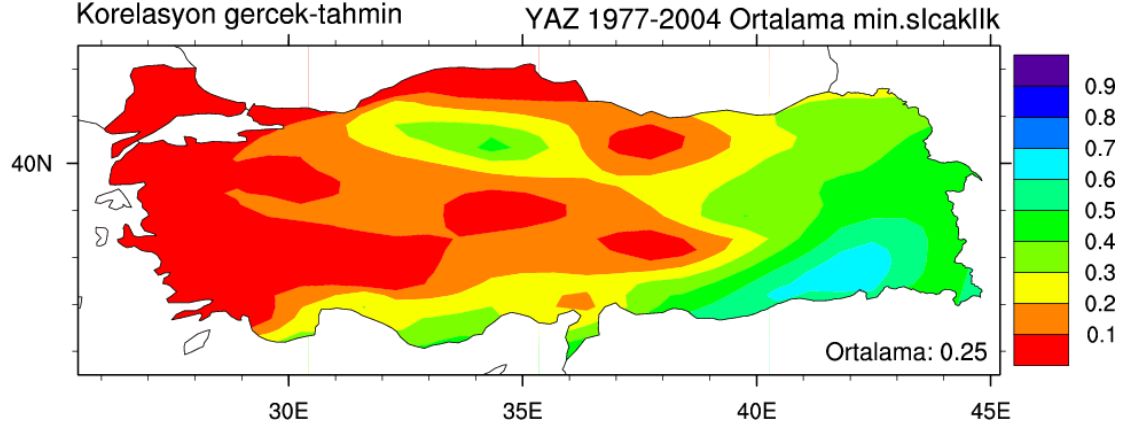 Korelasyon gercek-tahmin
YAZ 1977-2004 Ortalama min.sIcaklIk
40N
0.9
0.8
0.7
0.6
0.5
0.4
0.3
0.2
0.1
Ortalama: 0.25
30E
35E
40E
45E